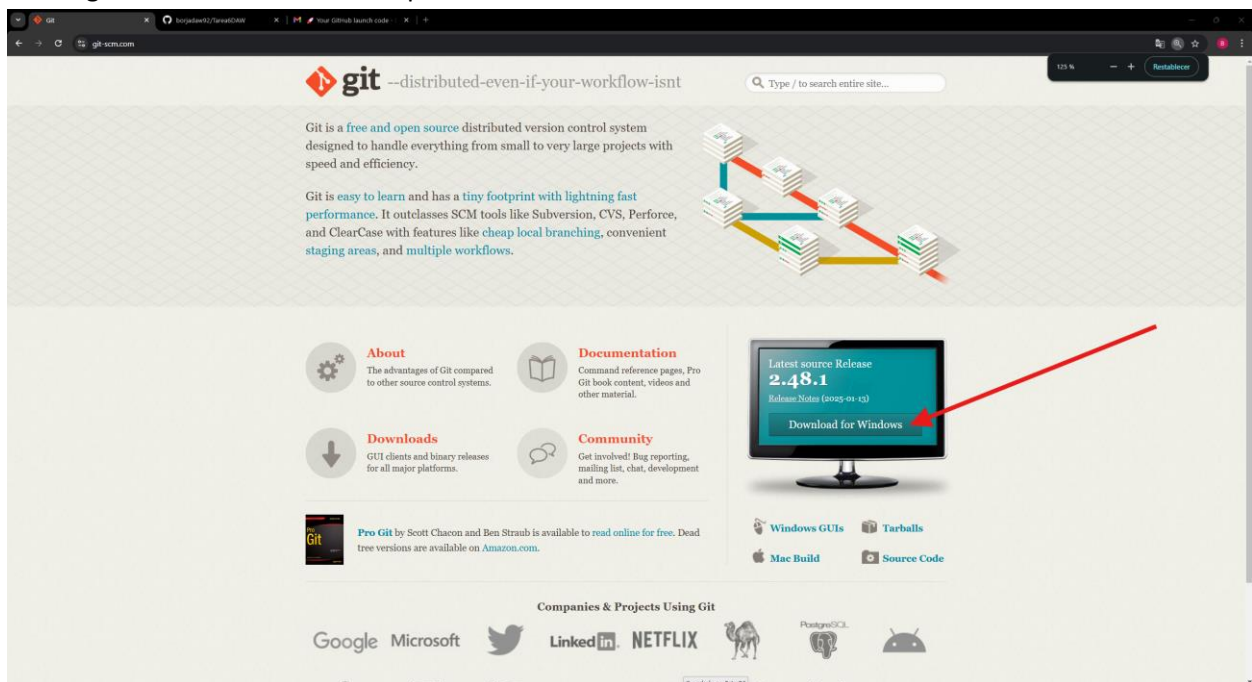 Git
borjadaw92/Tarea6DAW
Your GitHub launch code
git-scm.com
125 %
Restablecer
git --distributed-even-if-your-workflow-isnt
Type / to search entire site...
Git is a free and open source distributed version control system
designed to handle everything from small to very large projects with
speed and efficiency.
Git is easy to learn and has a tiny footprint with lightning fast
performance. It outclasses SCM tools like Subversion, CVS, Perforce,
and ClearCase with features like cheap local branching, convenient
staging areas, and multiple workflows.
About
The advantages of Git compared
to other source control systems.
Documentation
Command reference pages, Pro
Git book content, videos and
other material.
Downloads
GUI clients and binary releases
for all major platforms.
Community
Get involved! Bug reporting,
mailing list, chat, development
and more.
Latest source Release
2.48.1
Release Notes (2025-01-13)
Download for Windows
Pro
Git
Pro Git by Scott Chacon and Ben Straub is available to read online for free. Dead
tree versions are available on Amazon.com.
Windows GUIs
Tarballs
Mac Build
Source Code
Companies & Projects Using Git
Google
Microsoft
Linked in
NETFLIX
PostgreSQL